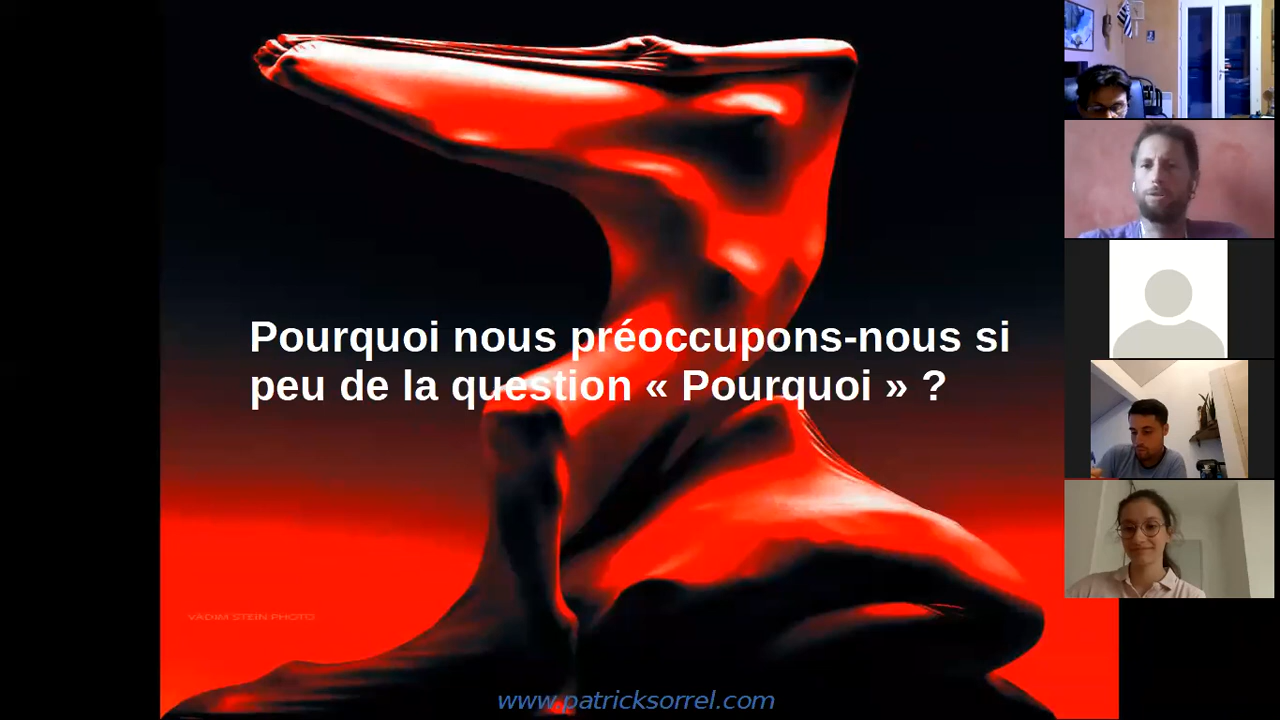 Pourquoi nous préoccupons-nous si
peu de la question « Pourquoi » ?
VADIM STEIN PHOTO
www.patricksorrel.com